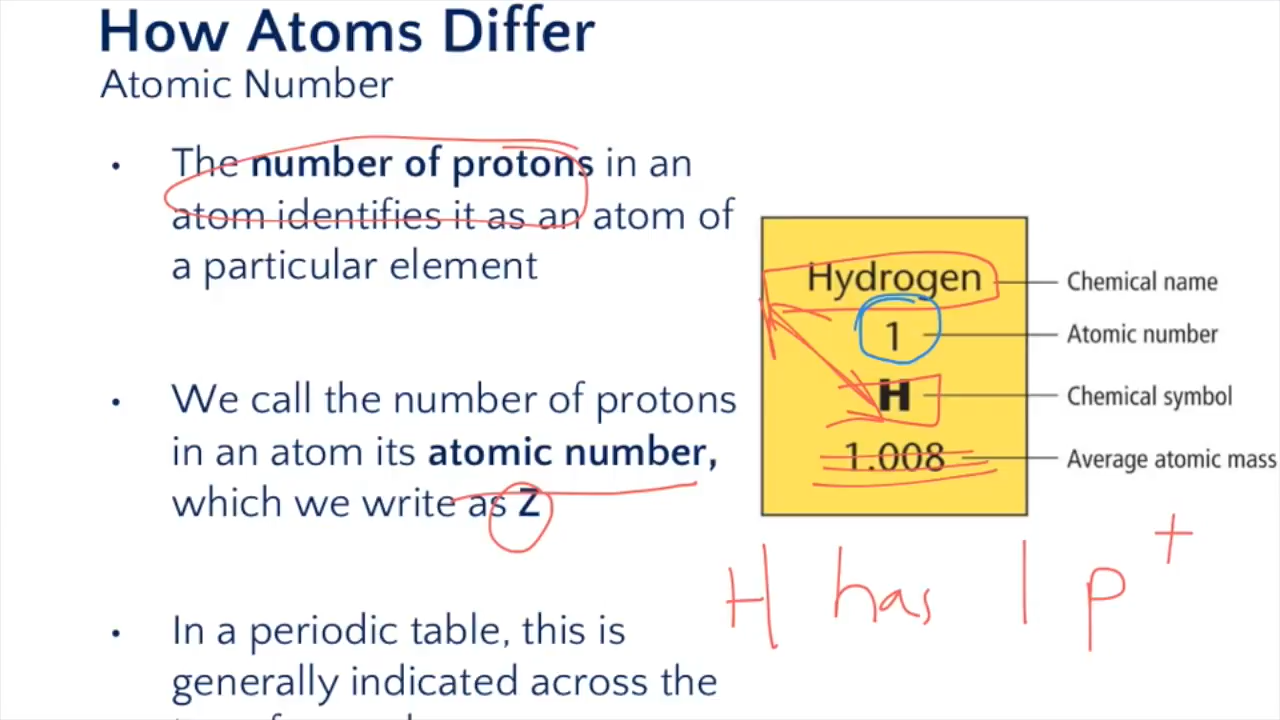 How Atoms Differ
Atomic Number
• The number of protons in an
atom identifies it as an atom of
a particular element
• We call the number of protons
in an atom its atomic number,
which we write as Z
• In a periodic table, this is
generally indicated across the
Hydrogen
Chemical name
1
Atomic number
H
Chemical symbol
1.008
Average atomic mass
H has 1 p+